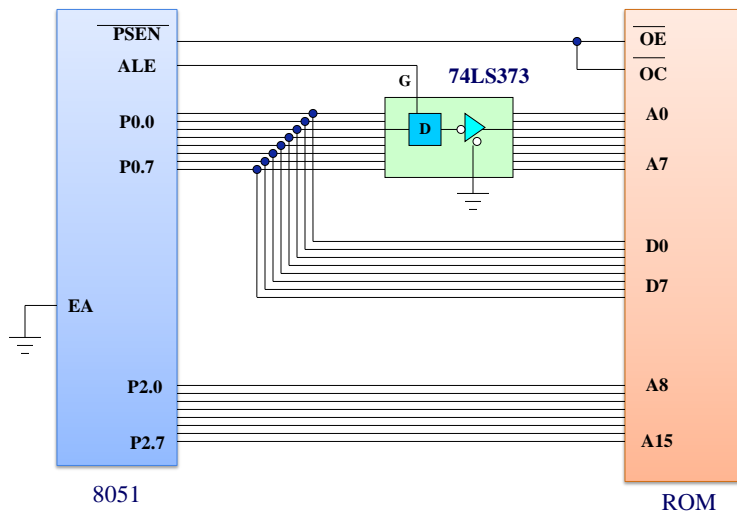 PSEN
OE
ALE
74LS373
OC
G
P0.0
A0
D
P0.7
A7
D0
D7
EA
P2.0
A8
P2.7
A15
8051
ROM